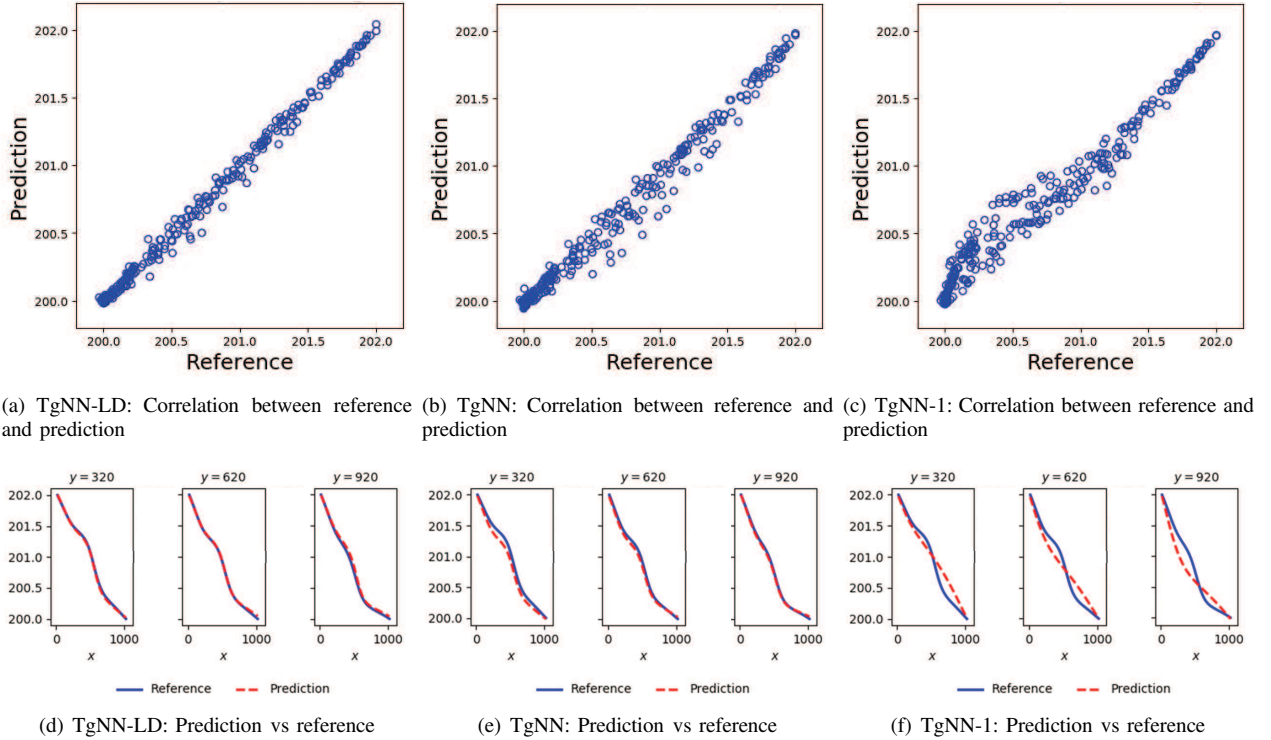 202.0
201.5
201.0
200.5
200.0
Prediction
200.0 200.5 201.0 201.5 202.0
Reference
202.0
201.5
201.0
200.5
200.0
Prediction
200.0 200.5 201.0 201.5 202.0
Reference
202.0
201.5
201.0
200.5
200.0
Prediction
200.0 200.5 201.0 201.5 202.0
Reference
(a) TgNN-LD: Correlation between reference
and prediction
(b) TgNN: Correlation between reference and
prediction
(c) TgNN-1: Correlation between reference and
prediction
y = 320 y = 620 y = 920
202.0
201.5
201.0
200.5
200.0
0 1000 0 1000 0 1000
x x x
Reference Prediction
(d) TgNN-LD: Prediction vs reference
y = 320 y = 620 y = 920
202.0
201.5
201.0
200.5
200.0
0 1000 0 1000 0 1000
x x x
Reference Prediction
(e) TgNN: Prediction vs reference
y = 320 y = 620 y = 920
202.0
201.5
201.0
200.5
200.0
0 1000 0 1000 0 1000
x x x
Reference Prediction
(f) TgNN-1: Prediction vs reference